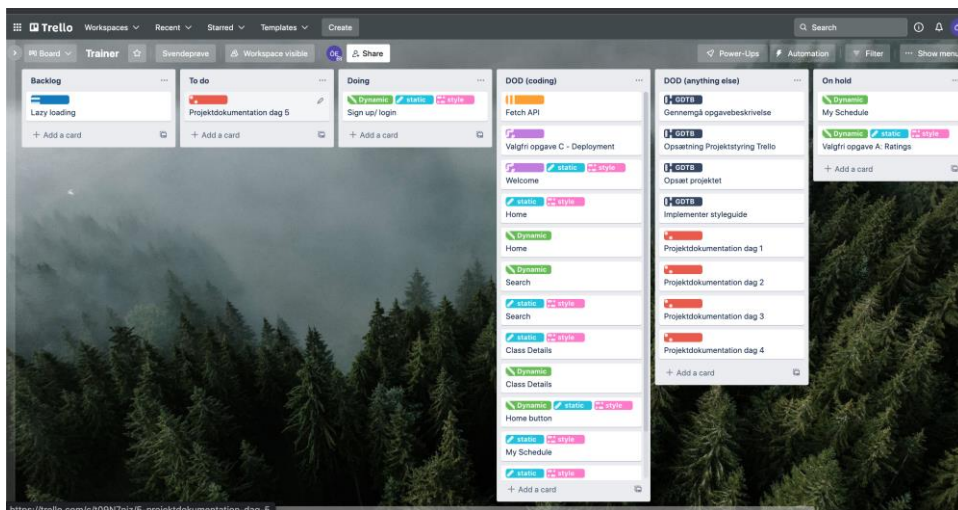 Trello
Workspaces
Recent
Starred
Templates
Create
Search
Board
Trainer
Svendeprøve
Workspace visible
Share
Power-Ups
Automation
Filter
Show menu
Backlog
Lazy loading
+ Add a card
To do
Projektdokumentation dag 5
+ Add a card
Doing
Dynamic static style
Sign up/ login
+ Add a card
DOD (coding)
Fetch API
Valgfri opgave C - Deployment
static style
Welcome
static style
Home
Dynamic
Home
Dynamic
Search
static style
Search
static style
Class Details
Dynamic
Class Details
Dynamic static style
Home button
static style
My Schedule
static style
+ Add a card
DOD (anything else)
GDTB
Gennemgå opgavebeskrivelse
GDTB
Opsætning Projektstyring Trello
GDTB
Opsæt projektet
GDTB
Implementer styleguide
Projektdokumentation dag 1
Projektdokumentation dag 2
Projektdokumentation dag 3
Projektdokumentation dag 4
+ Add a card
On hold
Dynamic
My Schedule
Dynamic static style
Valgfri opgave A: Ratings
+ Add a card